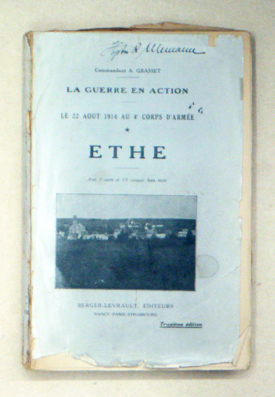 Commandant A. GRASSET
LA GUERRE EN ACTION
LE 22 AOUT 1914 AU 4e CORPS D'ARMÉE
ETHE
Avec
BERGER-LEVRAULT, ÉDITEURS
NANCY-PARIS-STRASBOURG
Troisième édition